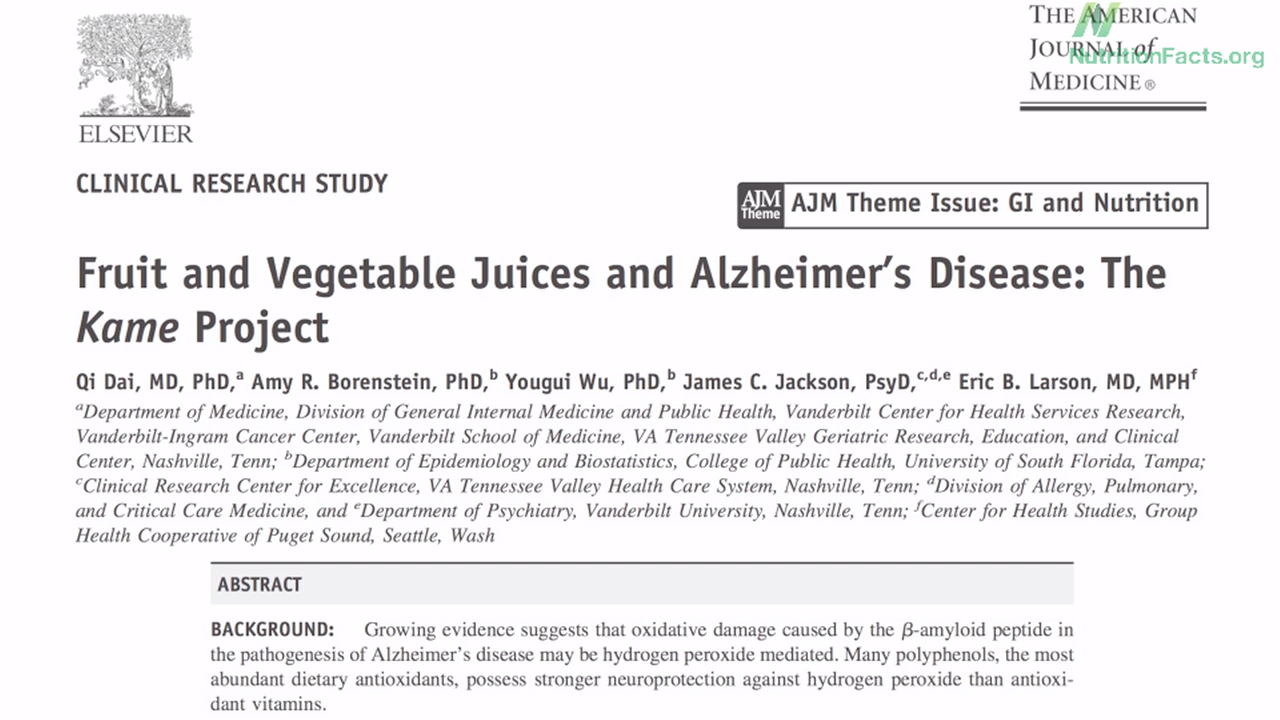 ELSEVIER
THE AMERICAN
JOURNAL of
MEDICINE®
NutritionFacts.org
CLINICAL RESEARCH STUDY
AJM Theme
AJM Theme Issue: GI and Nutrition
Fruit and Vegetable Juices and Alzheimer's Disease: The
Kame Project
Qi Dai, MD, PhD,a Amy R. Borenstein, PhD,b Yougui Wu, PhD,b James C. Jackson, PsyD,c,d,e Eric B. Larson, MD, MPHf
aDepartment of Medicine, Division of General Internal Medicine and Public Health, Vanderbilt Center for Health Services Research,
Vanderbilt-Ingram Cancer Center, Vanderbilt School of Medicine, VA Tennessee Valley Geriatric Research, Education, and Clinical
Center, Nashville, Tenn; bDepartment of Epidemiology and Biostatistics, College of Public Health, University of South Florida, Tampa;
cClinical Research Center for Excellence, VA Tennessee Valley Health Care System, Nashville, Tenn; dDivision of Allergy, Pulmonary,
and Critical Care Medicine, and eDepartment of Psychiatry, Vanderbilt University, Nashville, Tenn; fCenter for Health Studies, Group
Health Cooperative of Puget Sound, Seattle, Wash
ABSTRACT
BACKGROUND: Growing evidence suggests that oxidative damage caused by the β-amyloid peptide in
the pathogenesis of Alzheimer's disease may be hydrogen peroxide mediated. Many polyphenols, the most
abundant dietary antioxidants, possess stronger neuroprotection against hydrogen peroxide than antioxi-
dant vitamins.